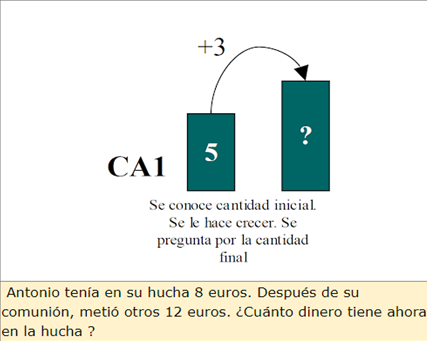 +3
5
?
CA1
Se conoce cantidad inicial.
Se le hace crecer. Se
pregunta por la cantidad
final
Antonio tenía en su hucha 8 euros. Después de su
comunión, metió otros 12 euros. ¿Cuánto dinero tiene ahora
en la hucha ?